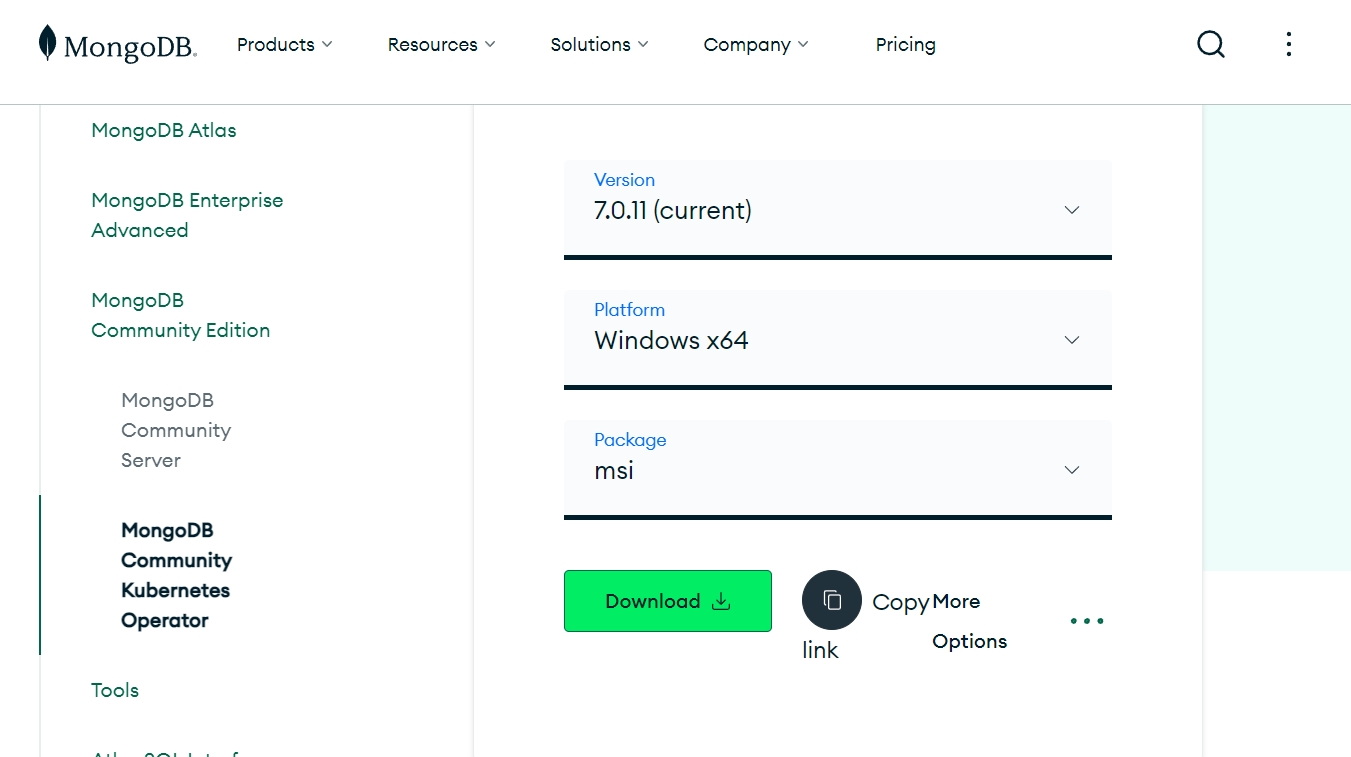 MongoDB®
Products
Resources
Solutions
Company
Pricing
MongoDB Atlas
MongoDB Enterprise
Advanced
MongoDB
Community Edition
MongoDB
Community
Server
MongoDB
Community
Kubernetes
Operator
Tools
Version
7.0.11 (current)
Platform
Windows x64
Package
msi
Download
Copy
link
More
Options